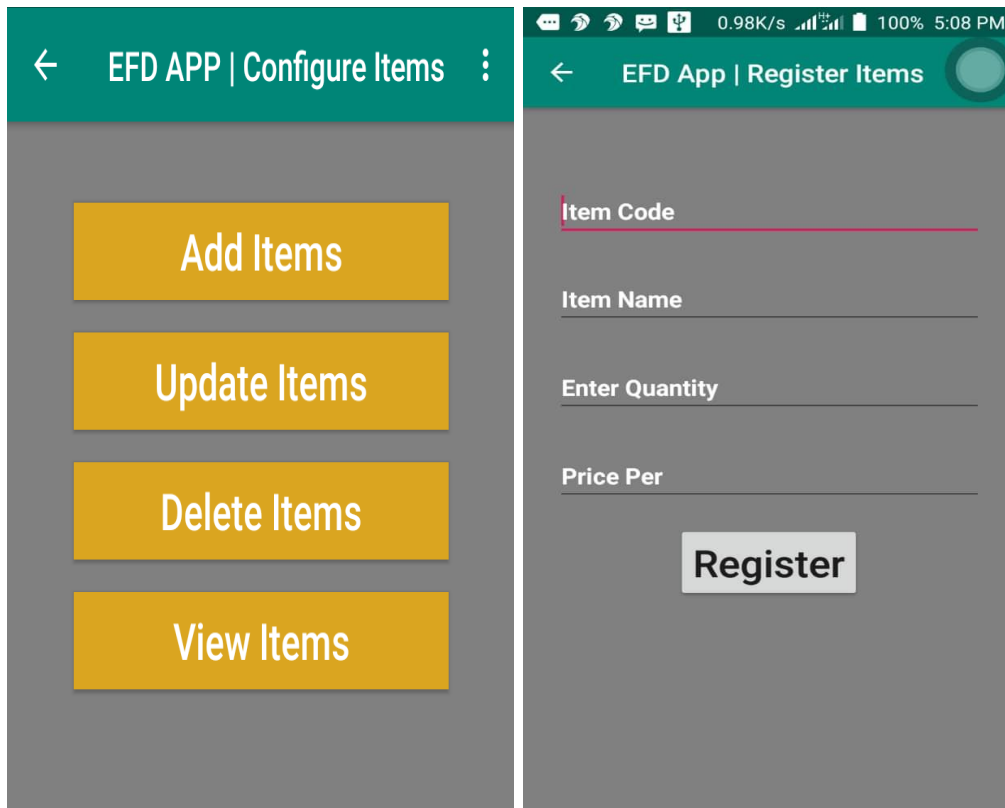 EFD APP | Configure Items
Add Items
Update Items
Delete Items
View Items
0.98K/s 100% 5:08 PM
EFD App | Register Items
Item Code
Item Name
Enter Quantity
Price Per
Register